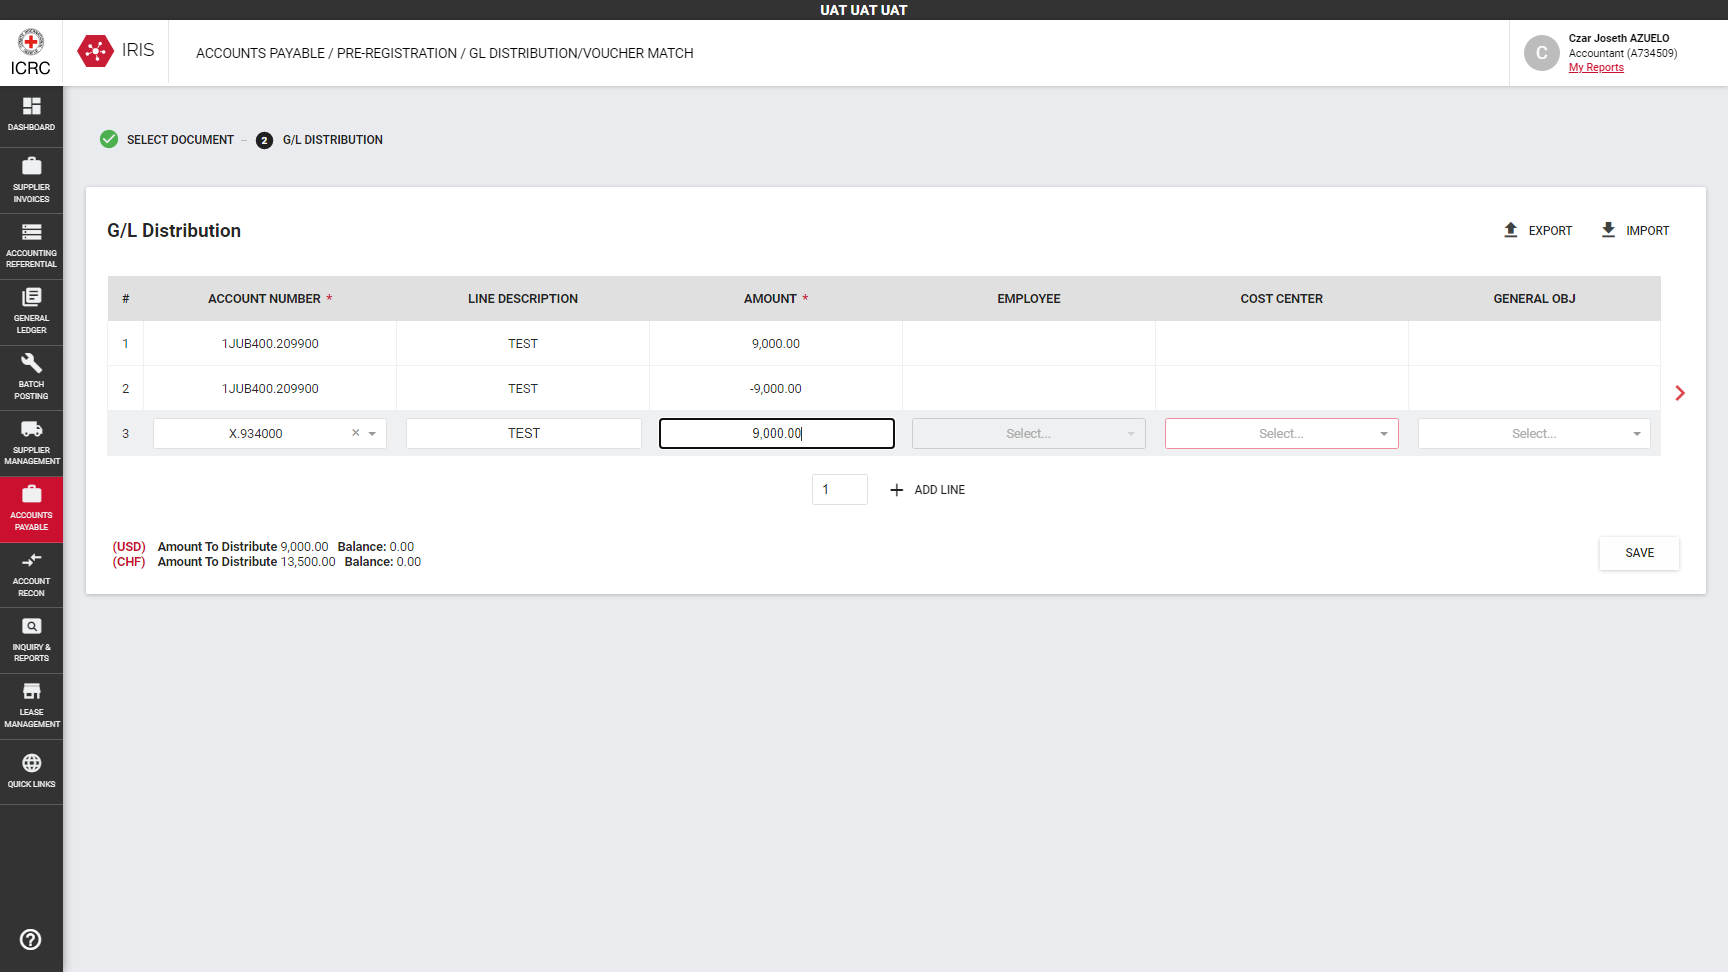 UAT UAT UAT
ICRC
IRIS
ACCOUNTS PAYABLE / PRE-REGISTRATION / GL DISTRIBUTION/VOUCHER MATCH
C
Czar Joseth AZUELO
Accountant (A734509)
My Reports
DASHBOARD
SUPPLIER
INVOICES
ACCOUNTING
REFERENTIAL
GENERAL
LEDGER
BATCH
POSTING
SUPPLIER
MANAGEMENT
ACCOUNTS
PAYABLE
ACCOUNT
RECON
INQUIRY &
REPORTS
LEASE
MANAGEMENT
QUICK LINKS
SELECT DOCUMENT
2 G/L DISTRIBUTION
G/L Distribution
EXPORT IMPORT
# ACCOUNT NUMBER * LINE DESCRIPTION AMOUNT * EMPLOYEE COST CENTER GENERAL OBJ
1 1JUB400.209900 TEST 9,000.00
2 1JUB400.209900 TEST -9,000.00
3 X.934000 × TEST 9,000.00 Select... Select... Select...
1 + ADD LINE
(USD) Amount To Distribute 9,000.00 Balance: 0.00
(CHF) Amount To Distribute 13,500.00 Balance: 0.00
SAVE